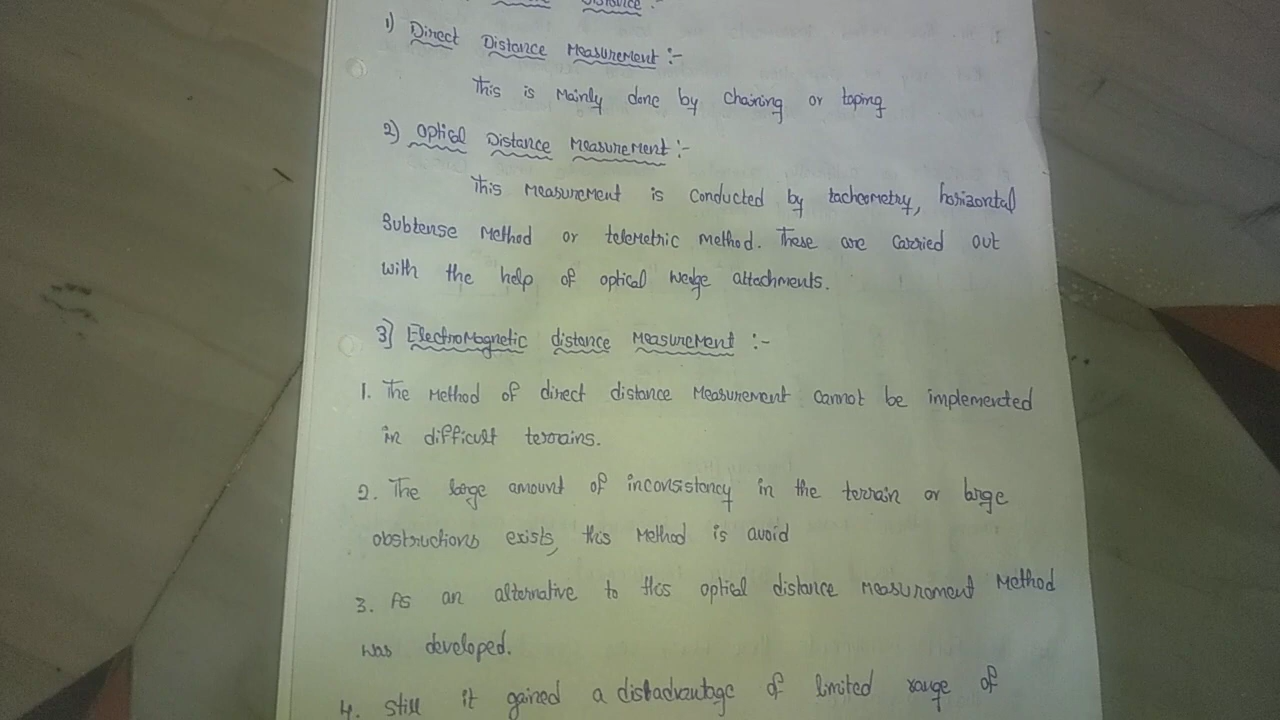 Distance :-
1) Direct Distance Measurement :-
This is Mainly done by Chaining or taping
2) Optical Distance Measurement :-
This Measurement is Conducted by tacheometry, horizontal
Subtense Method or telemetric method. These are Carried out
with the help of optical wedge attachments.
3] ElectroMagnetic distance Measurement :-
1. The Method of direct distance Measurement cannot be implemented
in difficult terrains.
2. The large amount of inconsistency in the terrain or large
obstructions exists, this Method is avoid
3. As an alternative to this optical distance measurement Method
was developed.
4. Still it gained a disadvantage of limited range of